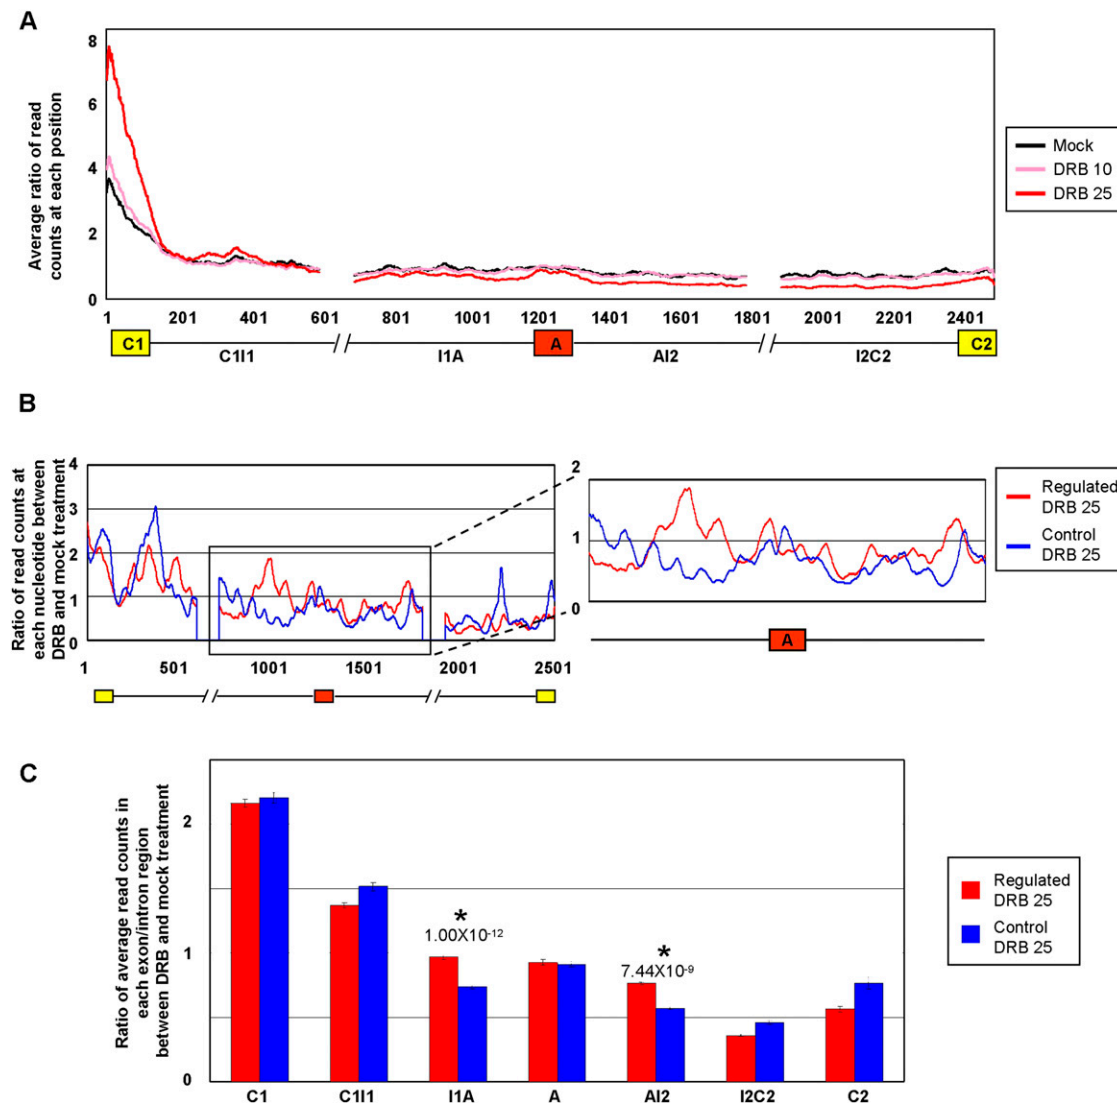 A
Average ratio of read
counts at each position
8
6
4
2
0
1 201 401 601 801 1001 1201 1401 1601 1801 2001 2201 2401
C1 C1I1 I1A A AI2 I2C2 C2
Mock
DRB 10
DRB 25
B
Ratio of read counts at
each nucleotide between
DRB and mock treatment
4
3
2
1
0
1 501 1001 1501 2001 2501
2
1
0
A
Regulated
DRB 25
Control
DRB 25
C
Ratio of average read counts in
each exon/intron region
between DRB and mock treatment
2
1
0
*
1.00X10⁻¹²
*
7.44X10⁻⁹
C1 C1I1 I1A A AI2 I2C2 C2
Regulated
DRB 25
Control
DRB 25